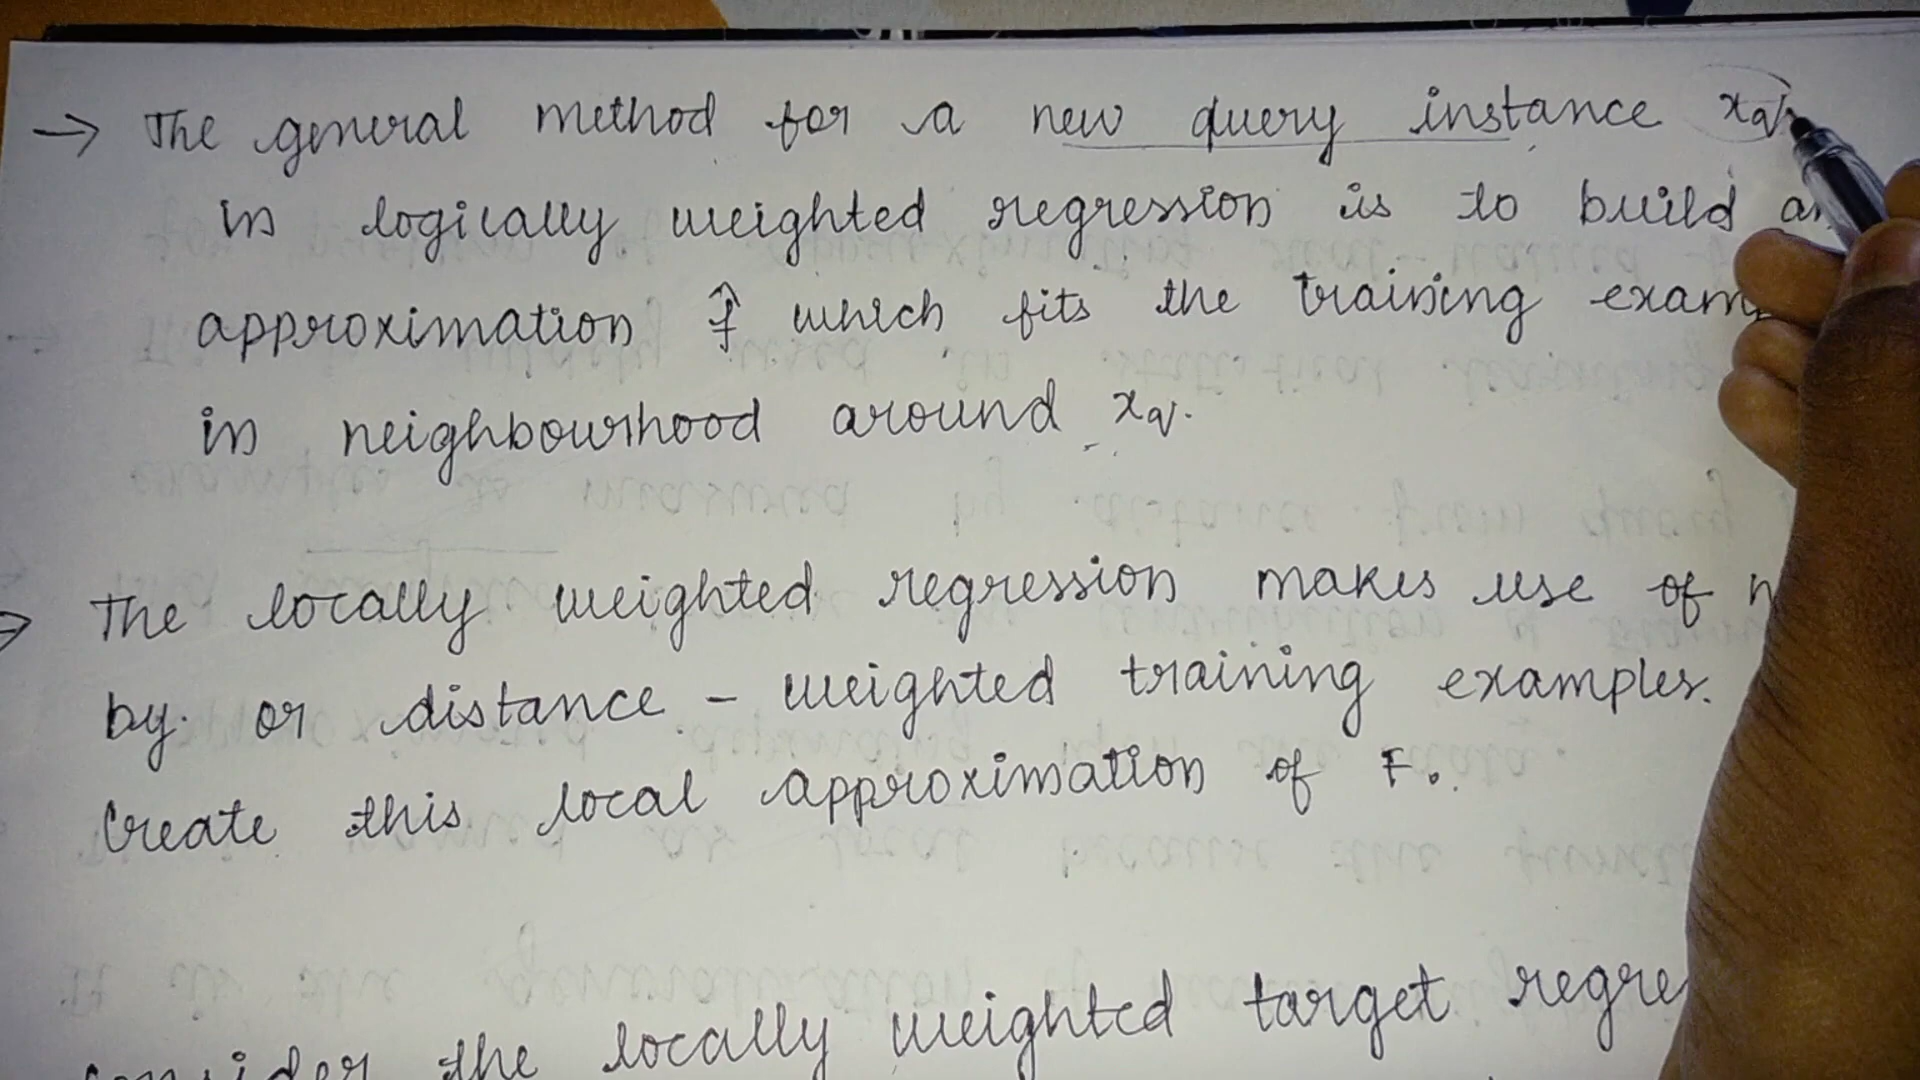 → The general method for a new query instance xq
in logically weighted regression is to build an
approximation f̂ which fits the training exam
in neighbourhood around xq.
The locally weighted regression makes use of n
by. or distance - weighted training examples.
Create this local approximation of F.
consider the locally weighted target regre